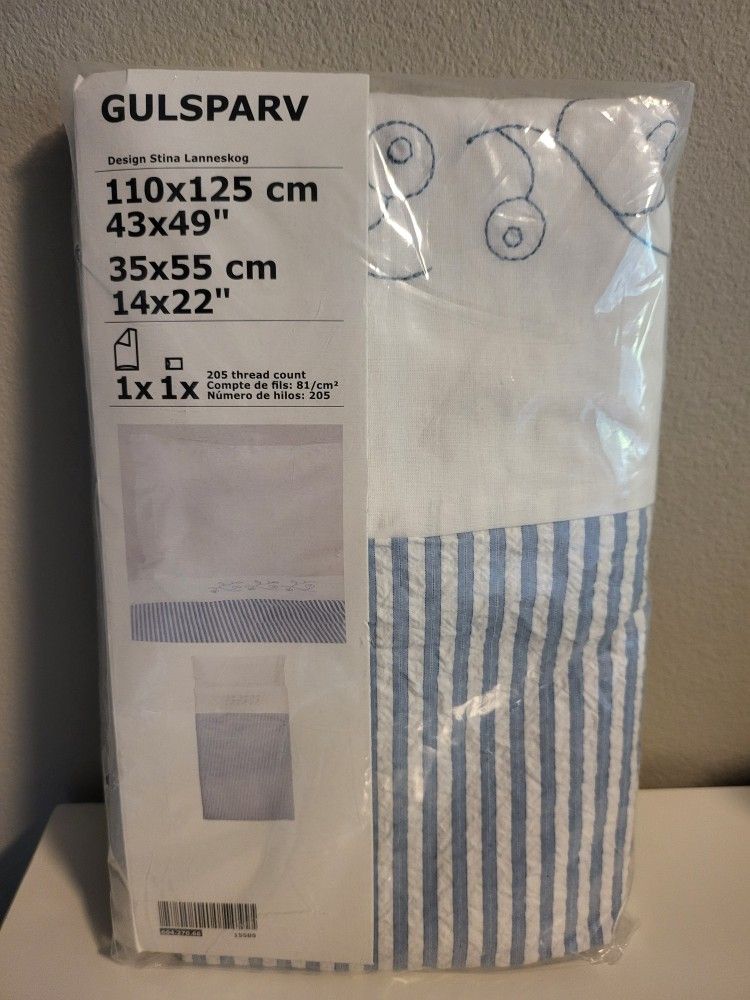 GULSPARV
Design Stina Lanneskog
110x125 cm
43x49"
35x55 cm
14x22"
1x 1x
205 thread count
Compte de fils: 81/cm²
Número de hilos: 205